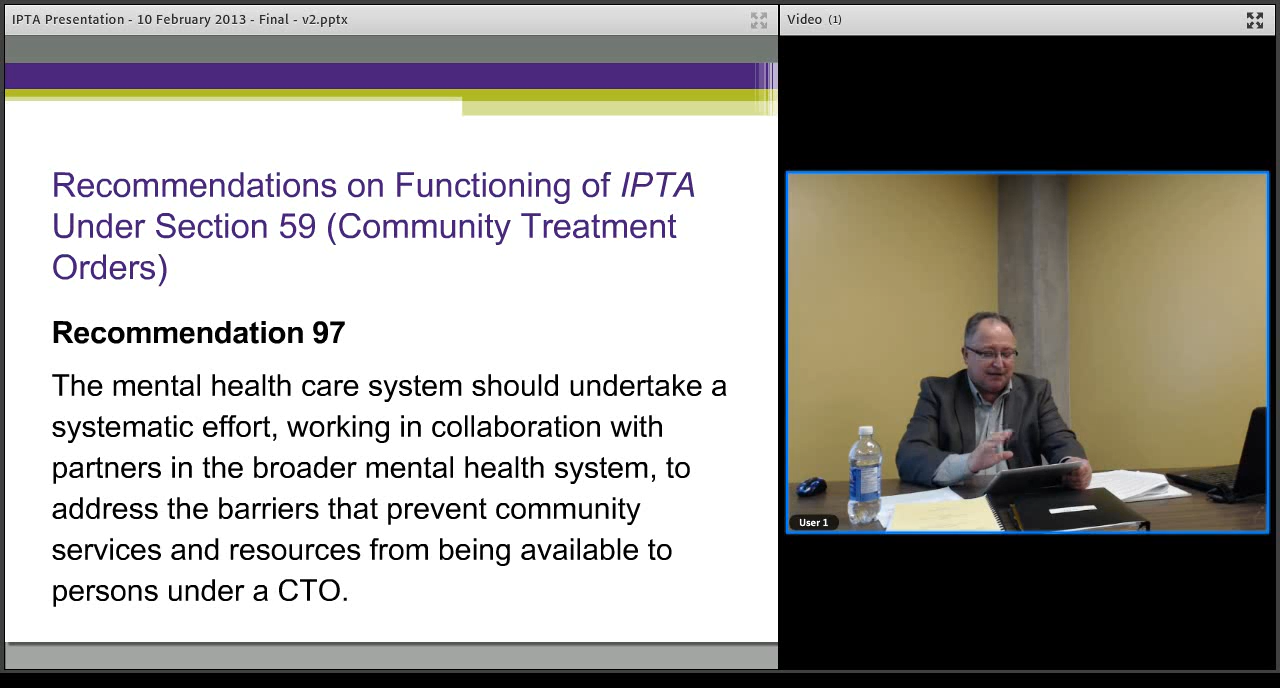 IPTA Presentation - 10 February 2013 - Final - v2.pptx
Video (1)
Recommendations on Functioning of IPTA
Under Section 59 (Community Treatment
Orders)
Recommendation 97
The mental health care system should undertake a
systematic effort, working in collaboration with
partners in the broader mental health system, to
address the barriers that prevent community
services and resources from being available to
persons under a CTO.
User 1